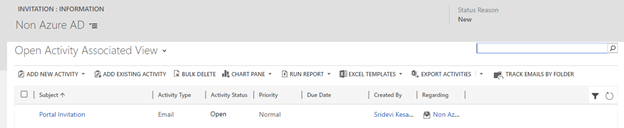 INVITATION : INFORMATION
Non Azure AD
Status Reason
New
Open Activity Associated View
ADD NEW ACTIVITY ADD EXISTING ACTIVITY BULK DELETE CHART PANE RUN REPORT EXCEL TEMPLATES EXPORT ACTIVITIES TRACK EMAILS BY FOLDER
Subject ↑ Activity Type Activity Status Priority Due Date Created By Regarding
Portal Invitation Email Open Normal Sridevi Kesa... Non Az...